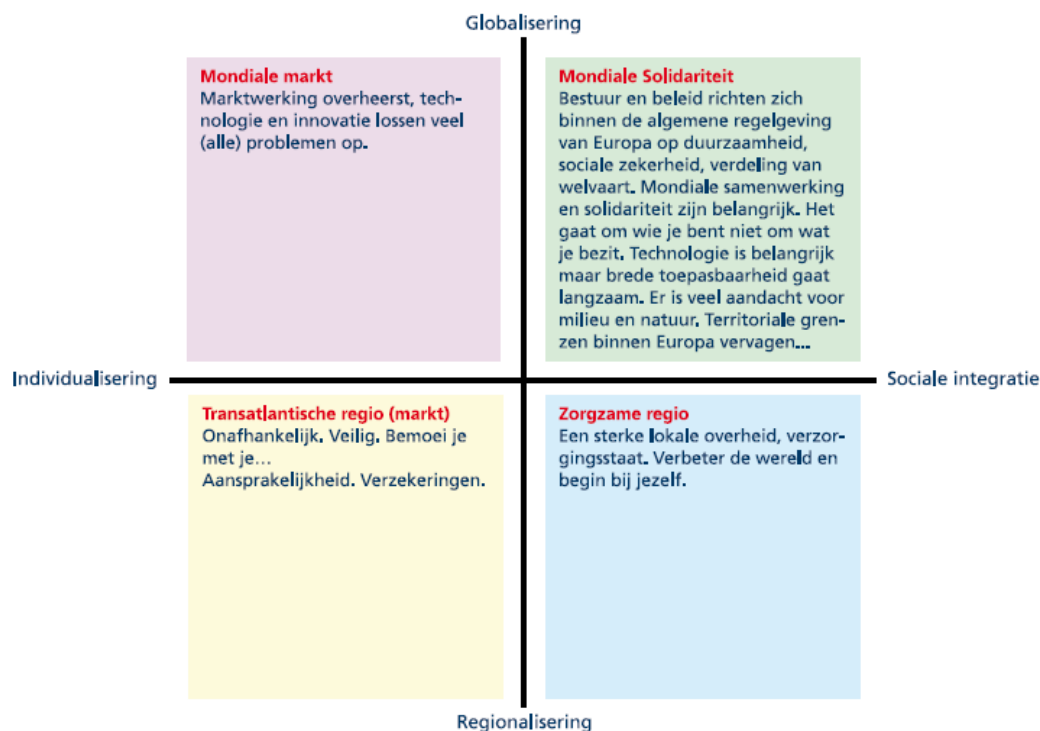 Globalisering
Mondiale markt
Marktwerking overheerst, tech-
nologie en innovatie lossen veel
(alle) problemen op.
Mondiale Solidariteit
Bestuur en beleid richten zich
binnen de algemene regelgeving
van Europa op duurzaamheid,
sociale zekerheid, verdeling van
welvaart. Mondiale samenwerking
en solidariteit zijn belangrijk. Het
gaat om wie je bent niet om wat
je bezit. Technologie is belangrijk
maar brede toepasbaarheid gaat
langzaam. Er is veel aandacht voor
milieu en natuur. Territoriale gren-
zen binnen Europa vervagen...
Individualisering
Sociale integratie
Transatlantische regio (markt)
Onafhankelijk. Veilig. Bemoei je
met je...
Aansprakelijkheid. Verzekeringen.
Zorgzame regio
Een sterke lokale overheid, verzor-
gingsstaat. Verbeter de wereld en
begin bij jezelf.
Regionalisering